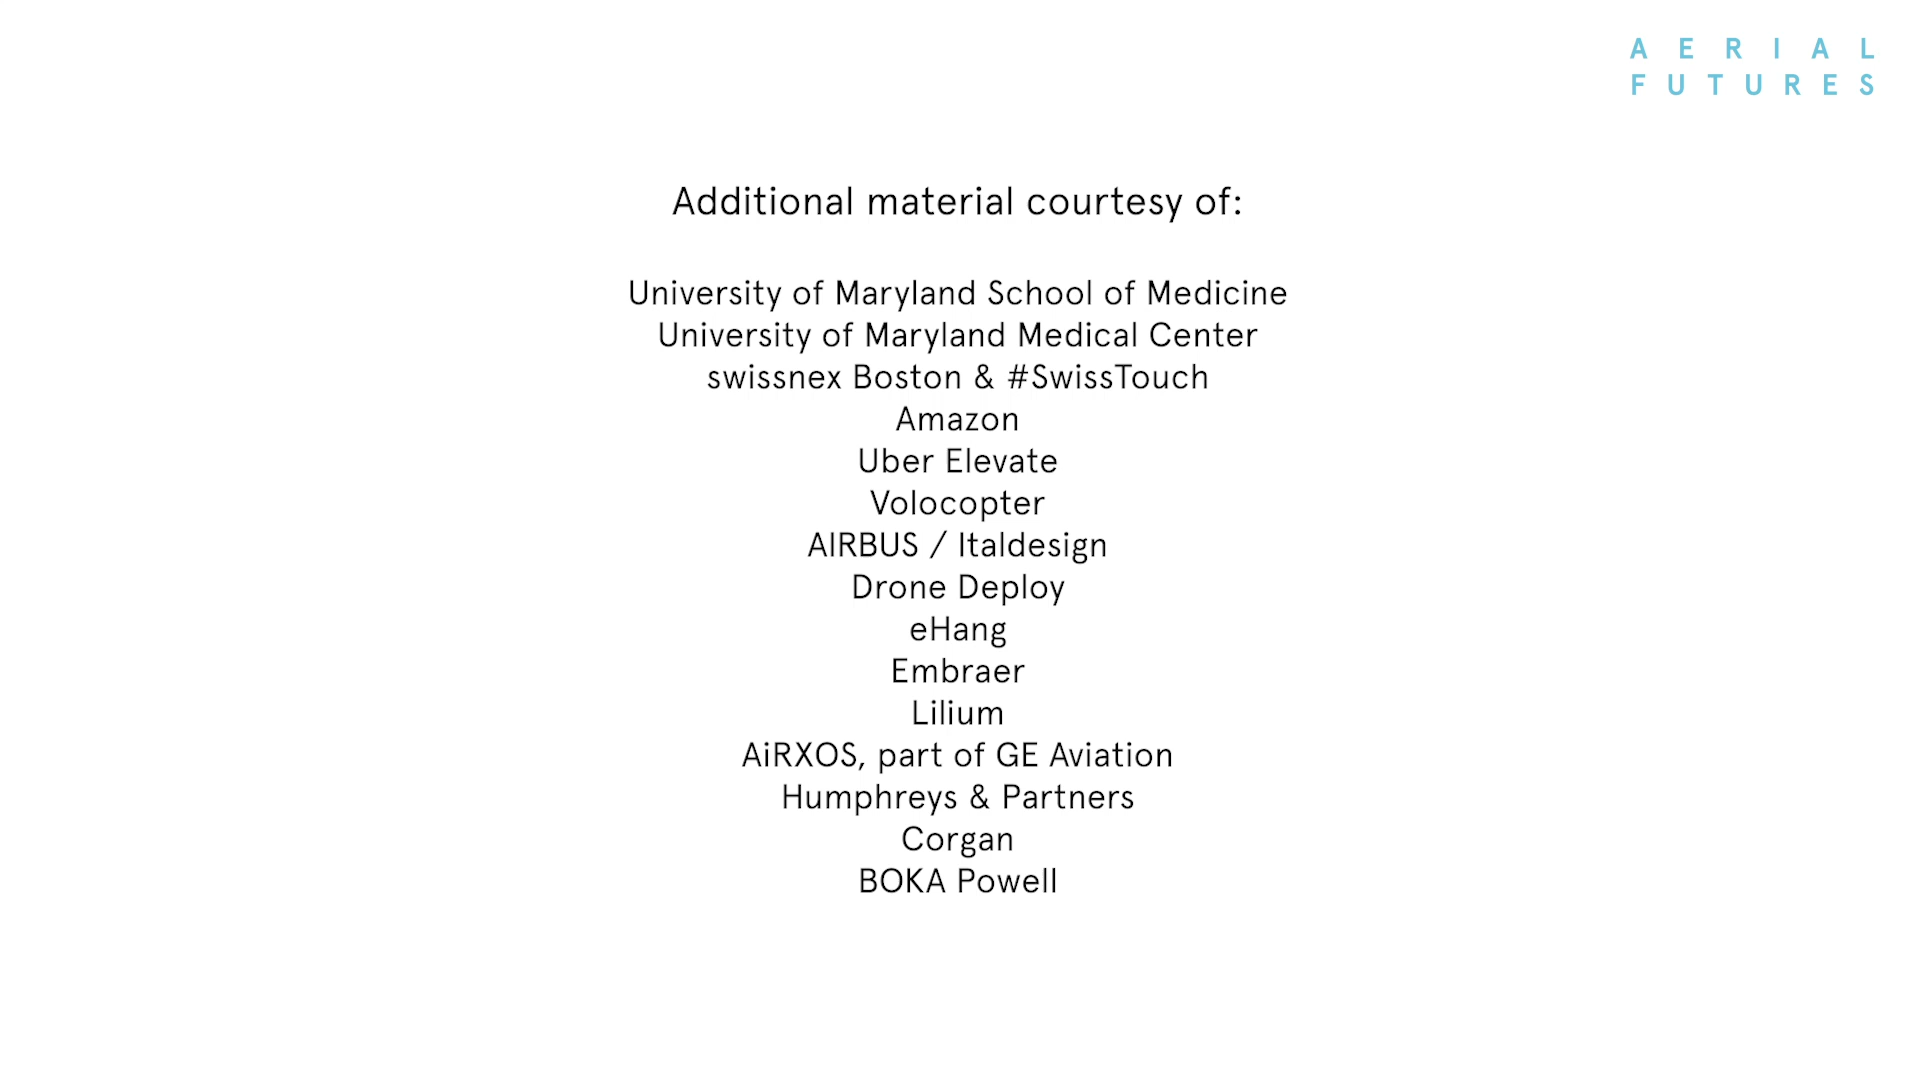 AERIAL
FUTURES
Additional material courtesy of:
University of Maryland School of Medicine
University of Maryland Medical Center
swissnex Boston & #SwissTouch
Amazon
Uber Elevate
Volocopter
AIRBUS / Italdesign
Drone Deploy
eHang
Embraer
Lilium
AiRXOS, part of GE Aviation
Humphreys & Partners
Corgan
BOKA Powell